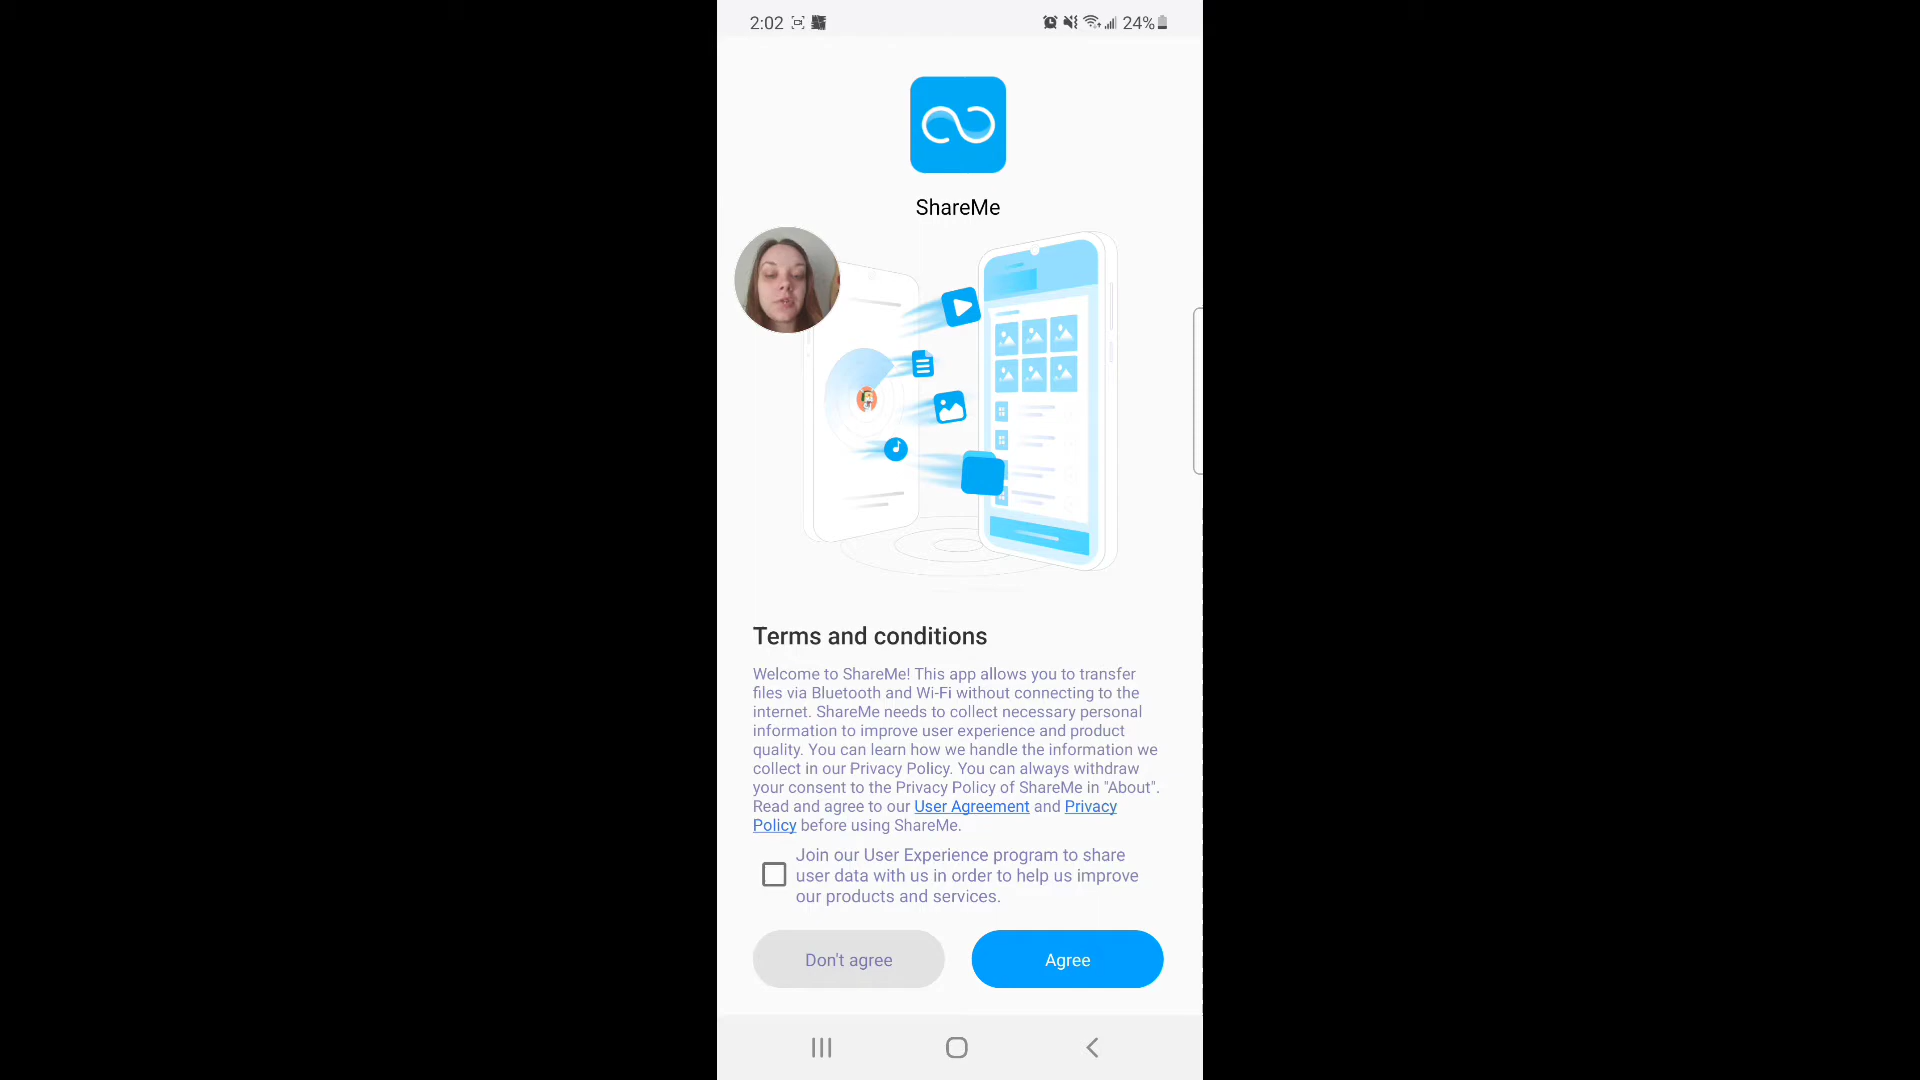 2:02 24%
ShareMe
Terms and conditions
Welcome to ShareMe! This app allows you to transfer
files via Bluetooth and Wi-Fi without connecting to the
internet. ShareMe needs to collect necessary personal
information to improve user experience and product
quality. You can learn how we handle the information we
collect in our Privacy Policy. You can always withdraw
your consent to the Privacy Policy of ShareMe in "About".
Read and agree to our User Agreement and Privacy
Policy before using ShareMe.
Join our User Experience program to share
user data with us in order to help us improve
our products and services.
Don't agree Agree